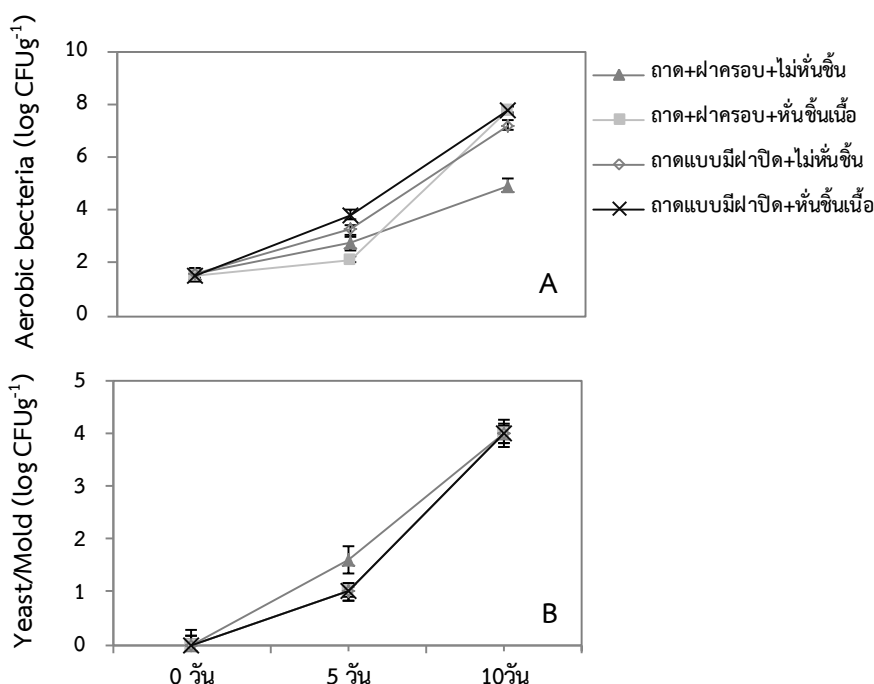 Aerobic becteria (log CFUg-1)
10
8
6
4
2
0
A
ถาด+ฝาครอบ+ไม่หั่นชิ้น
ถาด+ฝาครอบ+หั่นชิ้นเนื้อ
ถาดแบบมีฝาปิด+ไม่หั่นชิ้น
ถาดแบบมีฝาปิด+หั่นชิ้นเนื้อ
Yeast/Mold (log CFUg-1)
5
4
3
2
1
0
B
0 วัน 5 วัน 10วัน